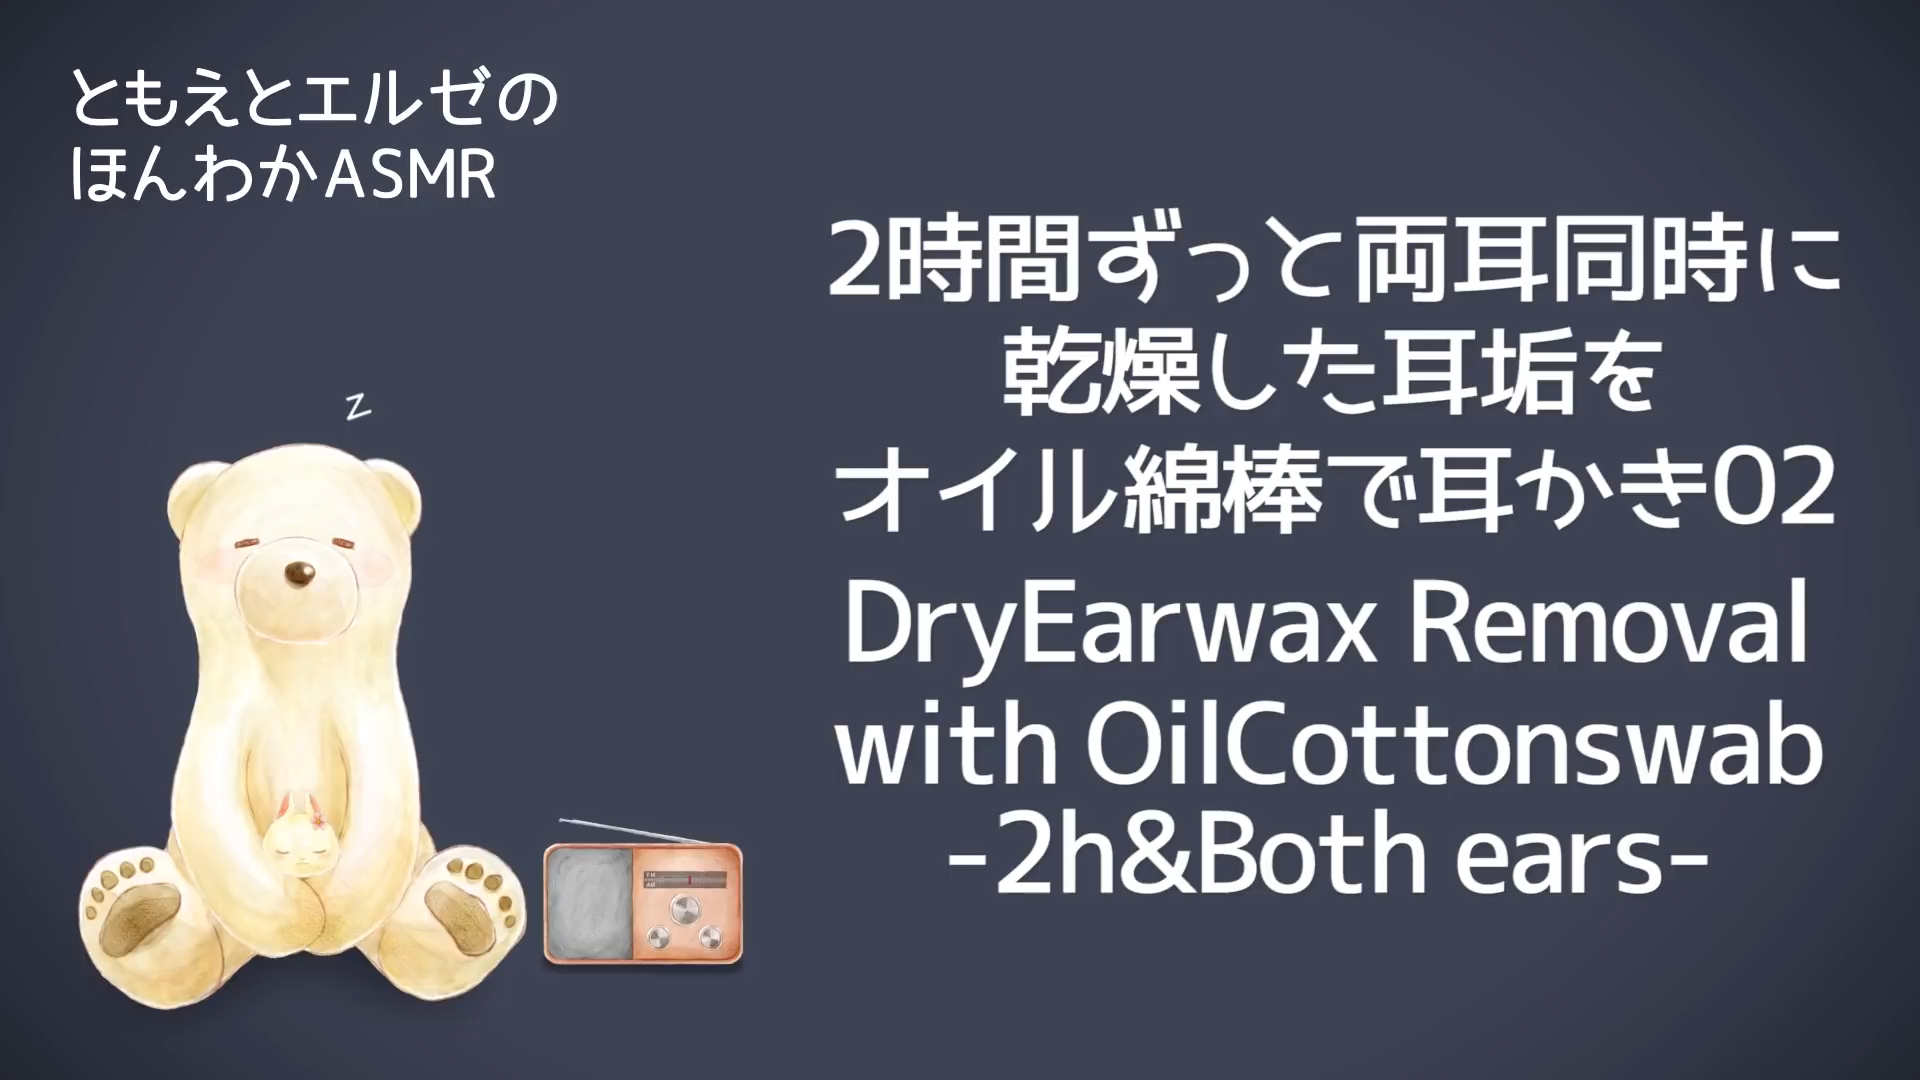 ともえとエルゼの
ほんわかASMR
2時間ずっと両耳同時に
乾燥した耳垢を
オイル綿棒で耳かき02
DryEarwax Removal
with OilCottonswab
-2h&Both ears-
z
FM
AM